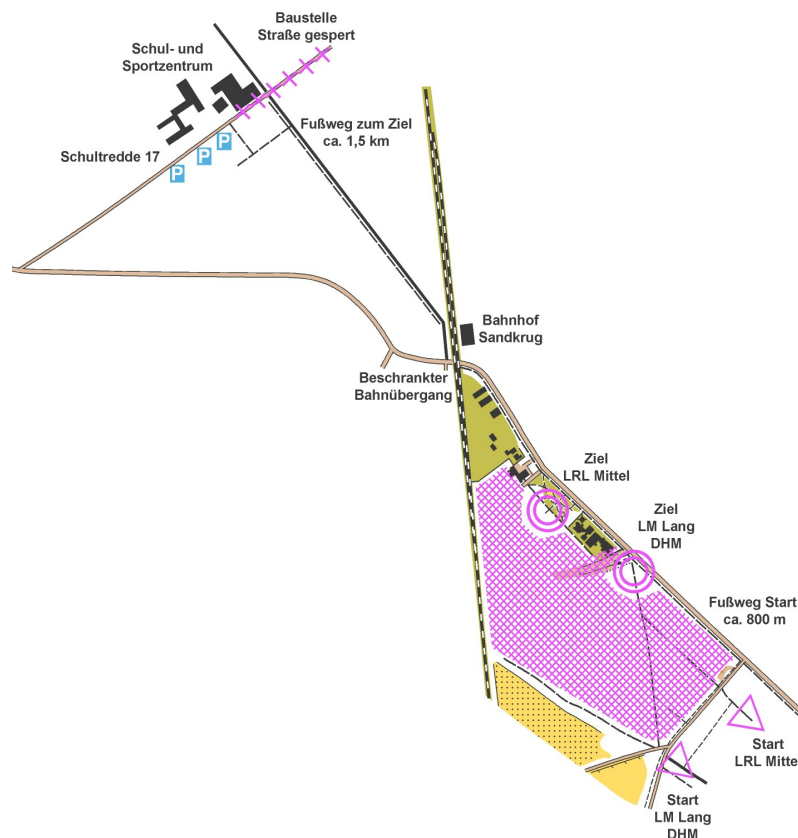 Baustelle
Straße gespert
Schul- und
Sportzentrum
Fußweg zum Ziel
ca. 1,5 km
Schultredde 17
P
P
P
Bahnhof
Sandkrug
Beschrankter
Bahnübergang
Ziel
LRL Mittel
Ziel
LM Lang
DHM
Fußweg Start
ca. 800 m
Start
LRL Mitte
Start
LM Lang
DHM